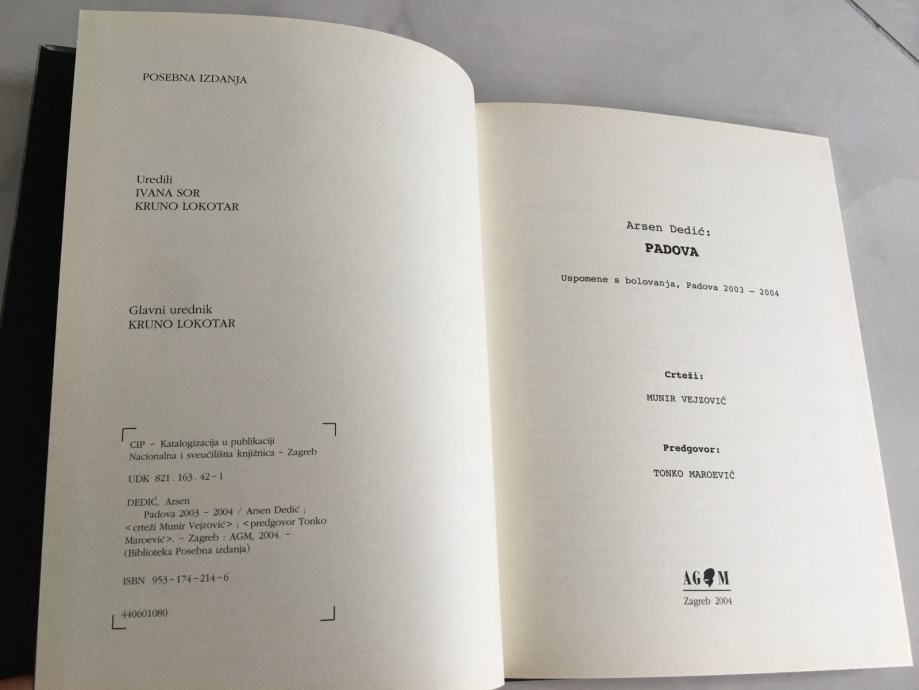 POSEBNA IZDANJA
Uredili
IVANA SOR
KRUNO LOKOTAR
Glavni urednik
KRUNO LOKOTAR
CIP – Katalogizacija u publikaciji
Nacionalna i sveučilišna knjižnica – Zagreb
UDK 821.163.42–1
DEDIĆ, Arsen
Padova 2003 – 2004 / Arsen Dedić ;
<crteži Munir Vejzović> ; <predgovor Tonko
Maroević>. – Zagreb : AGM, 2004. –
(Biblioteka Posebna izdanja)
ISBN 953–174–214–6
440601080
Arsen Dedić:
PADOVA
Uspomene s bolovanja, Padova 2003 – 2004
Crteži:
MUNIR VEJZOVIĆ
Predgovor:
TONKO MAROEVIĆ
AGM
Zagreb 2004